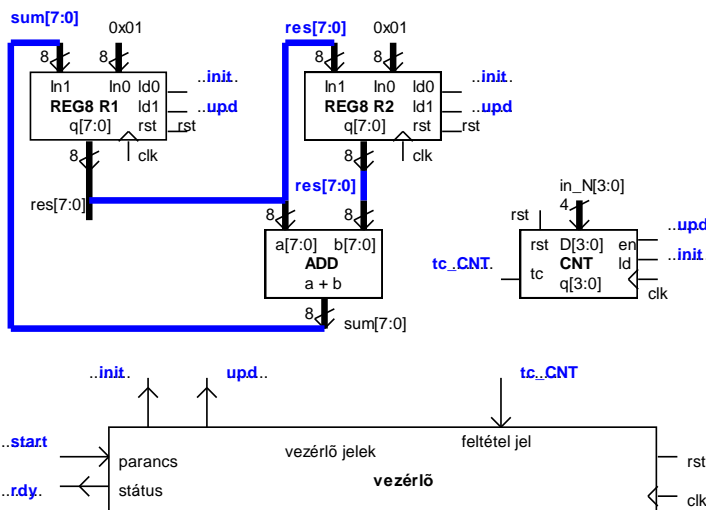 sum[7:0] 0x01 res[7:0] 0x01
8 8 8 8
In1 In0 ld0 ..init.. In1 In0 ld0 ..init..
REG8 R1 ld1 ..upd REG8 R2 ld1 ..upd
q[7:0] rst rst q[7:0] rst rst
8 clk 8 clk
res[7:0] res[7:0] in_N[3:0]
8 8 rst 4
a[7:0] b[7:0] rst D[3:0] en ..upd
ADD tc_CNT. tc CNT ld ..init
a + b q[3:0] clk
8 sum[7:0]
..init.. upd.. tc_CNT
..start parancs vezérlő jelek feltétel jel rst
..rdy.. státus vezérlő clk